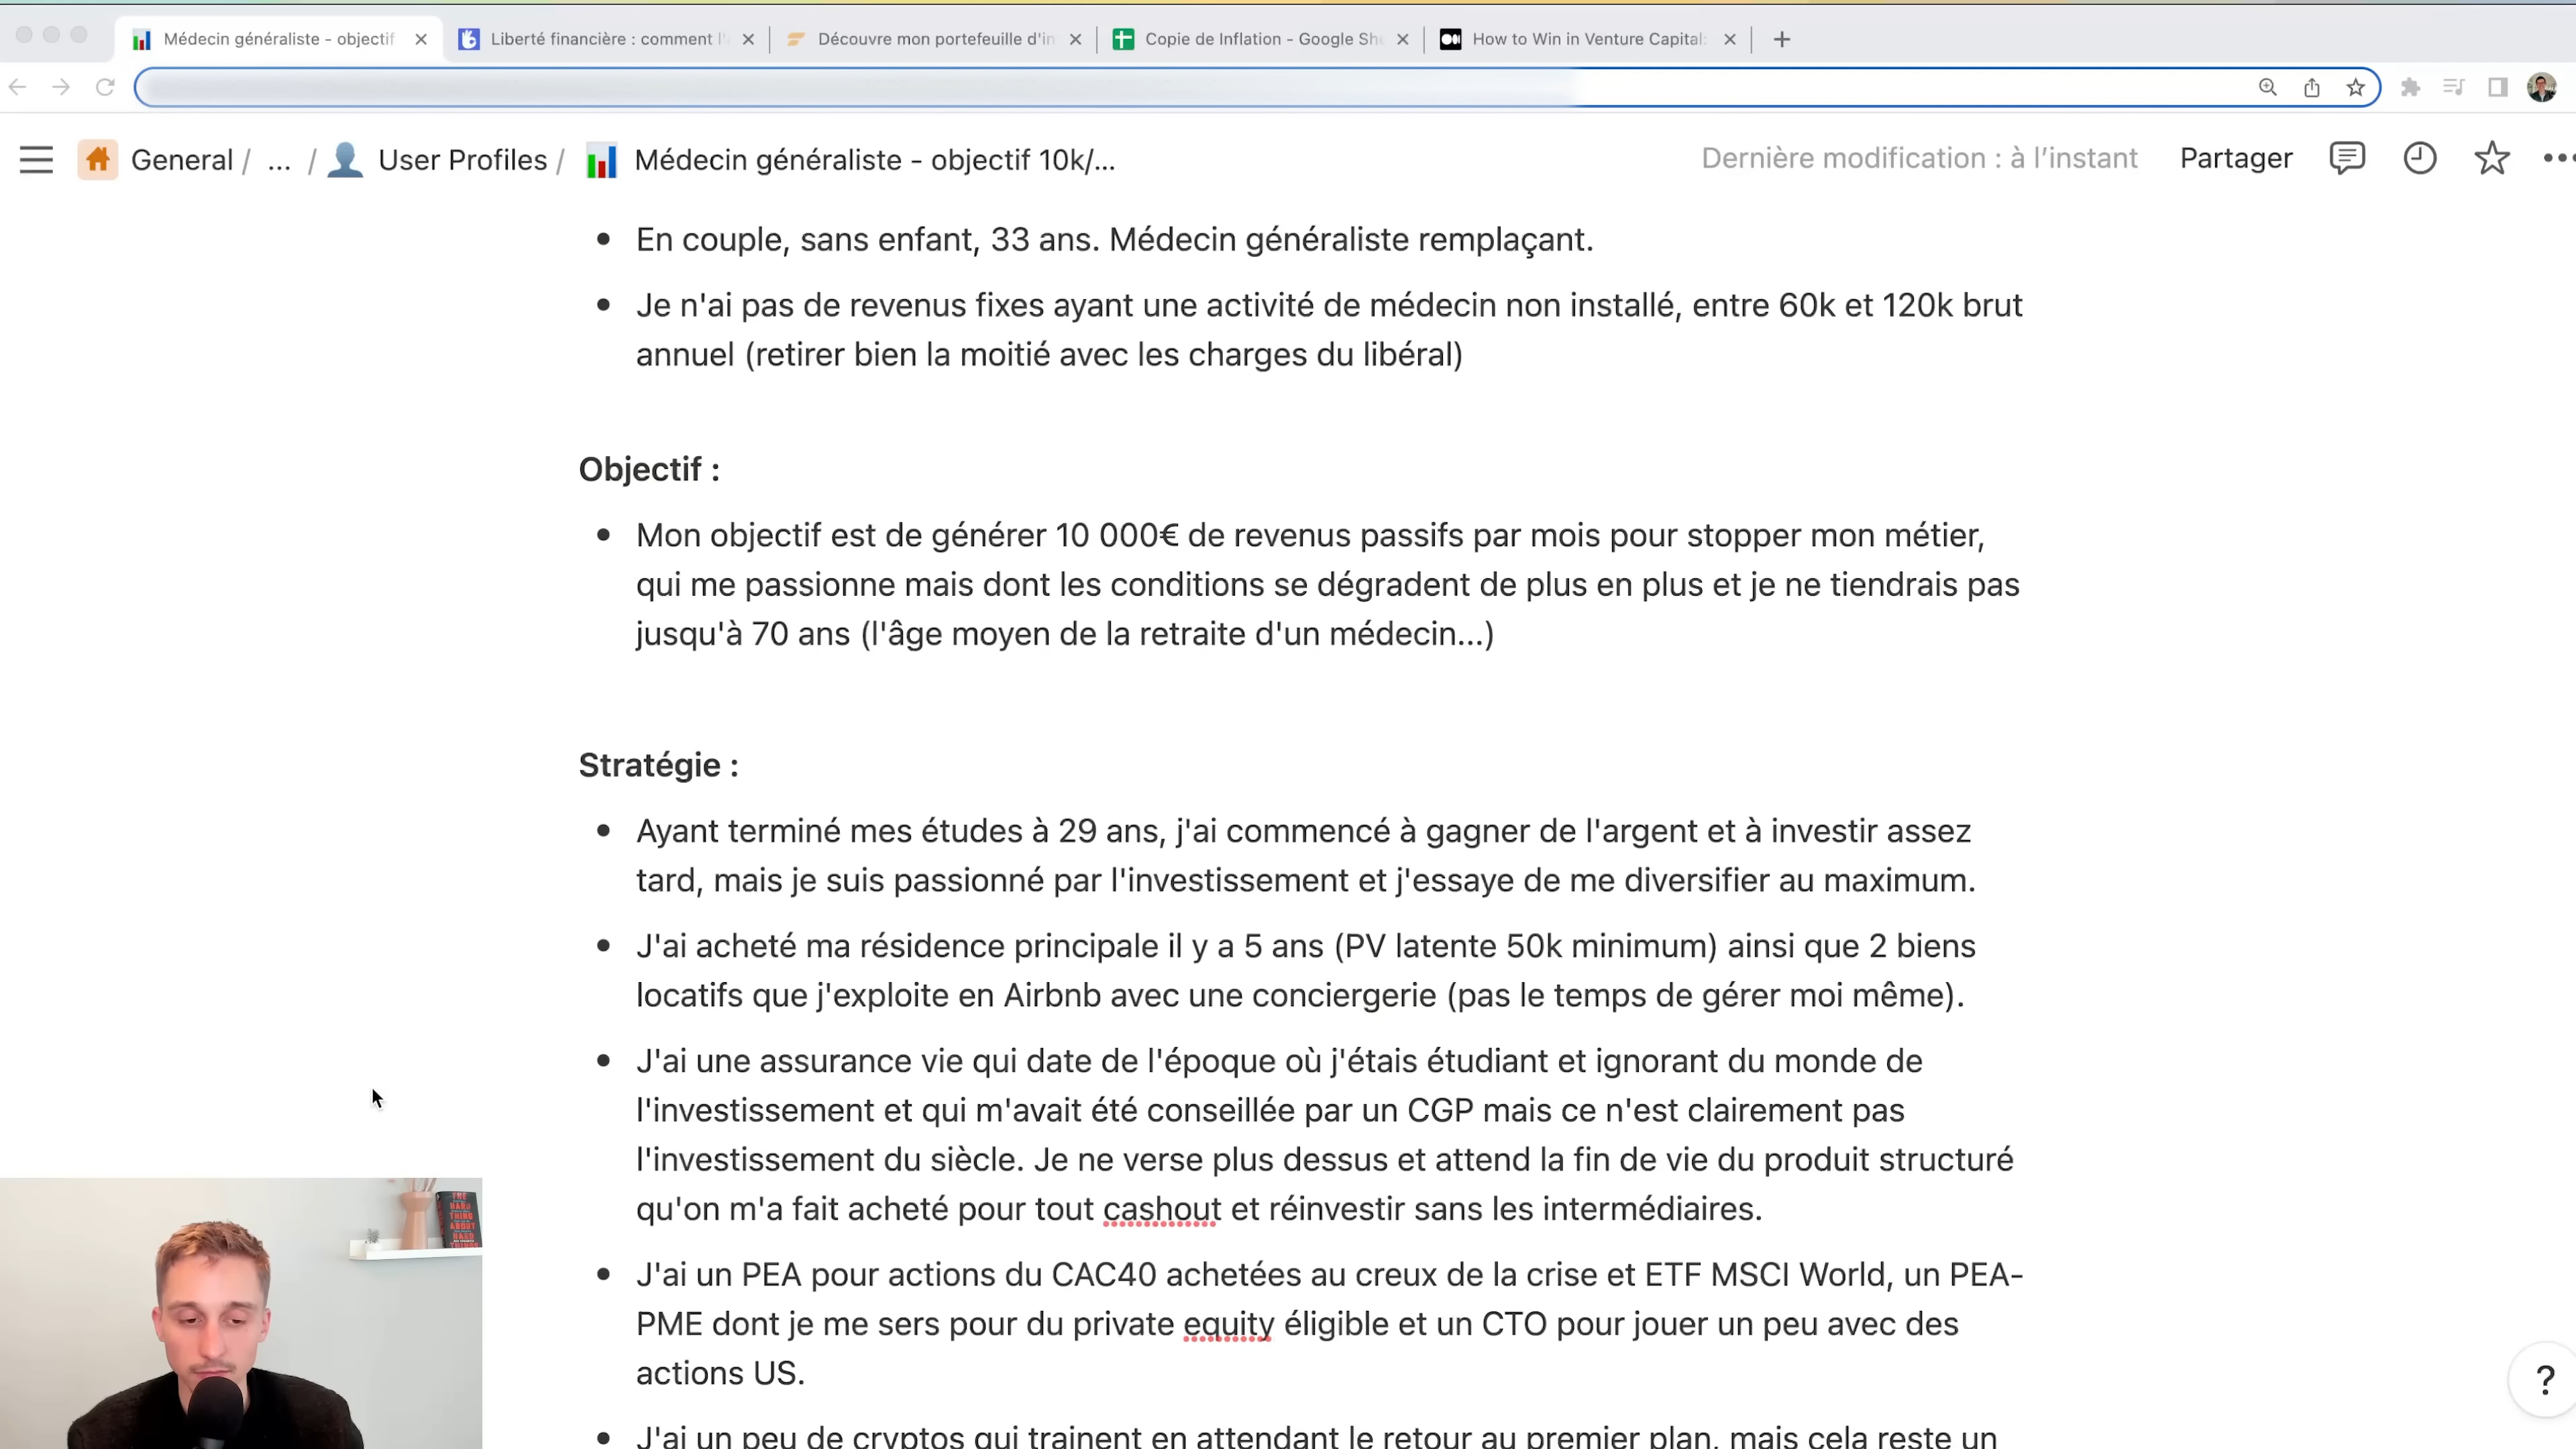 Médecin généraliste - objectif
Liberté financière : comment l'
Découvre mon portefeuille d'in
Copie de Inflation - Google She
How to Win in Venture Capital:
General / ... / User Profiles / Médecin généraliste - objectif 10k/...
Dernière modification : à l’instant
Partager
• En couple, sans enfant, 33 ans. Médecin généraliste remplaçant.
• Je n'ai pas de revenus fixes ayant une activité de médecin non installé, entre 60k et 120k brut
annuel (retirer bien la moitié avec les charges du libéral)
Objectif :
• Mon objectif est de générer 10 000€ de revenus passifs par mois pour stopper mon métier,
qui me passionne mais dont les conditions se dégradent de plus en plus et je ne tiendrais pas
jusqu'à 70 ans (l'âge moyen de la retraite d'un médecin...)
Stratégie :
• Ayant terminé mes études à 29 ans, j'ai commencé à gagner de l'argent et à investir assez
tard, mais je suis passionné par l'investissement et j'essaye de me diversifier au maximum.
• J'ai acheté ma résidence principale il y a 5 ans (PV latente 50k minimum) ainsi que 2 biens
locatifs que j'exploite en Airbnb avec une conciergerie (pas le temps de gérer moi même).
• J'ai une assurance vie qui date de l'époque où j'étais étudiant et ignorant du monde de
l'investissement et qui m'avait été conseillée par un CGP mais ce n'est clairement pas
l'investissement du siècle. Je ne verse plus dessus et attend la fin de vie du produit structuré
qu'on m'a fait acheté pour tout cashout et réinvestir sans les intermédiaires.
• J'ai un PEA pour actions du CAC40 achetées au creux de la crise et ETF MSCI World, un PEA-
PME dont je me sers pour du private equity éligible et un CTO pour jouer un peu avec des
actions US.
• J'ai un peu de cryptos qui trainent en attendant le retour au premier plan, mais cela reste un
?
THE
HARD
THING
ABOUT
HARD
THINGS